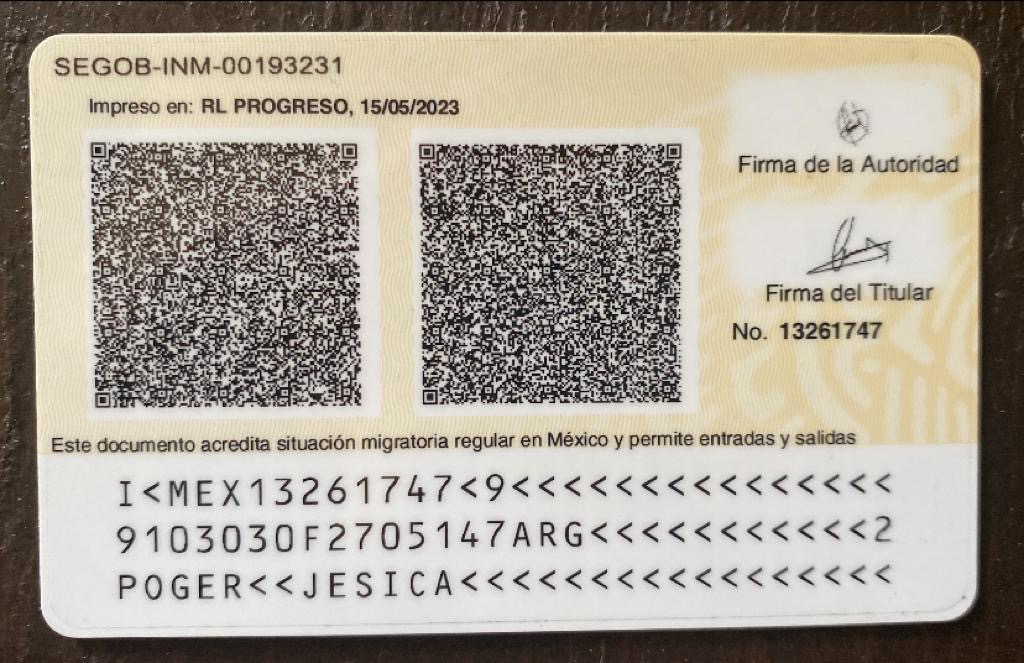 SEGOB-INM-00193231
Impreso en: RL PROGRESO, 15/05/2023
Firma de la Autoridad
Firma del Titular
No. 13261747
Este documento acredita situación migratoria regular en México y permite entradas y salidas
I<MEX13261747<9<<<<<<<<<<<<<<<
9103030F2705147ARG<<<<<<<<<<<2
POGER<<JESICA<<<<<<<<<<<<<<<<<